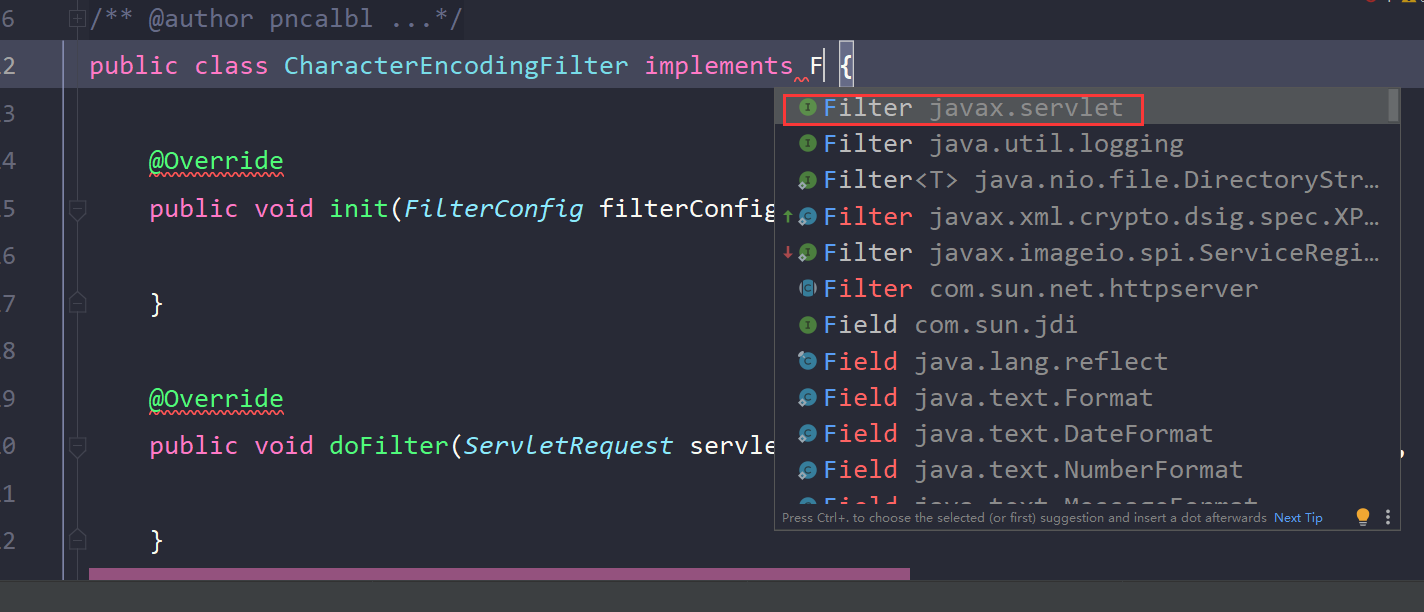 6 /** @author pncalbl ...*/
2 public class CharacterEncodingFilter implements F {
3
4 @Override
5 public void init(FilterConfig filterConfig
6
7 }
8
9 @Override
0 public void doFilter(ServletRequest servle
1
2 }
Filter javax.servlet
Filter java.util.logging
Filter<T> java.nio.file.DirectoryStr…
Filter javax.xml.crypto.dsig.spec.XP…
Filter javax.imageio.spi.ServiceRegi…
Filter com.sun.net.httpserver
Field com.sun.jdi
Field java.lang.reflect
Field java.text.Format
Field java.text.DateFormat
Field java.text.NumberFormat
Field java.text.MessageFormat
Press Ctrl+. to choose the selected (or first) suggestion and insert a dot afterwards Next Tip